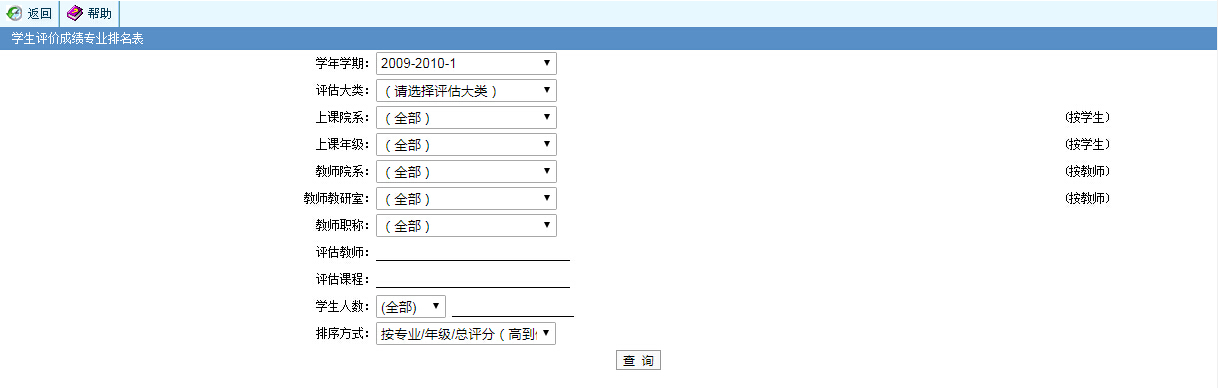 返回 帮助
学生评价成绩专业排名表
学年学期： 2009-2010-1
评估大类： （请选择评估大类）
上课院系： （全部） (按学生)
上课年级： （全部） (按学生)
教师院系： （全部） (按教师)
教师教研室： （全部） (按教师)
教师职称： （全部）
评估教师：
评估课程：
学生人数： (全部)
排序方式： 按专业/年级/总评分（高到
查 询